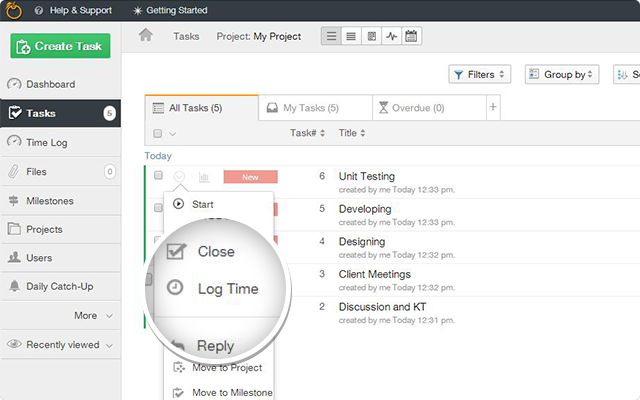 Help & Support
Getting Started
Create Task
Tasks
Project: My Project
Dashboard
Filters
Group by
Tasks 5
All Tasks (5)
My Tasks (5)
Overdue (0)
+
Time Log
Task#
Title
Files 0
Today
Milestones
New
6 Unit Testing
created by me Today 12:33 pm.
Start
Projects
5 Developing
created by me Today 12:33 pm.
Users
Close
4 Designing
created by me Today 12:32 pm.
Daily Catch-Up
Log Time
3 Client Meetings
created by me Today 12:32 pm.
More
2 Discussion and KT
created by me Today 12:31 pm.
Recently viewed
Reply
Move to Project
Move to Milestone